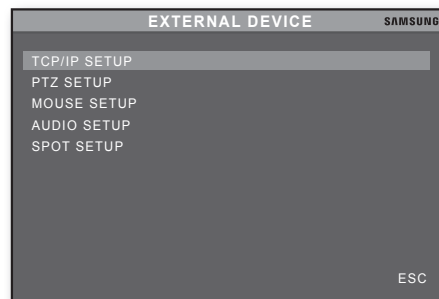 EXTERNAL DEVICE SAMSUNG
TCP/IP SETUP
PTZ SETUP
MOUSE SETUP
AUDIO SETUP
SPOT SETUP
ESC